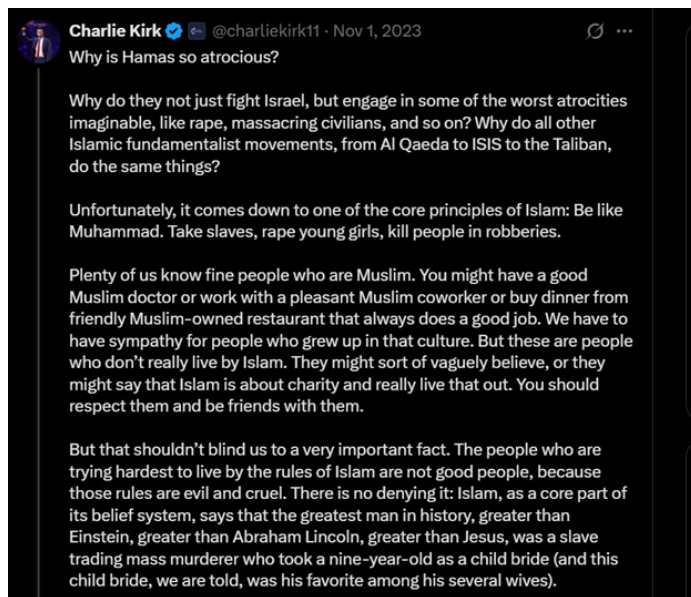 Charlie Kirk @charliekirk11 · Nov 1, 2023
Why is Hamas so atrocious?
Why do they not just fight Israel, but engage in some of the worst atrocities
imaginable, like rape, massacring civilians, and so on? Why do all other
Islamic fundamentalist movements, from Al Qaeda to ISIS to the Taliban,
do the same things?
Unfortunately, it comes down to one of the core principles of Islam: Be like
Muhammad. Take slaves, rape young girls, kill people in robberies.
Plenty of us know fine people who are Muslim. You might have a good
Muslim doctor or work with a pleasant Muslim coworker or buy dinner from
friendly Muslim-owned restaurant that always does a good job. We have to
have sympathy for people who grew up in that culture. But these are people
who don't really live by Islam. They might sort of vaguely believe, or they
might say that Islam is about charity and really live that out. You should
respect them and be friends with them.
But that shouldn't blind us to a very important fact. The people who are
trying hardest to live by the rules of Islam are not good people, because
those rules are evil and cruel. There is no denying it: Islam, as a core part of
its belief system, says that the greatest man in history, greater than
Einstein, greater than Abraham Lincoln, greater than Jesus, was a slave
trading mass murderer who took a nine-year-old as a child bride (and this
child bride, we are told, was his favorite among his several wives).